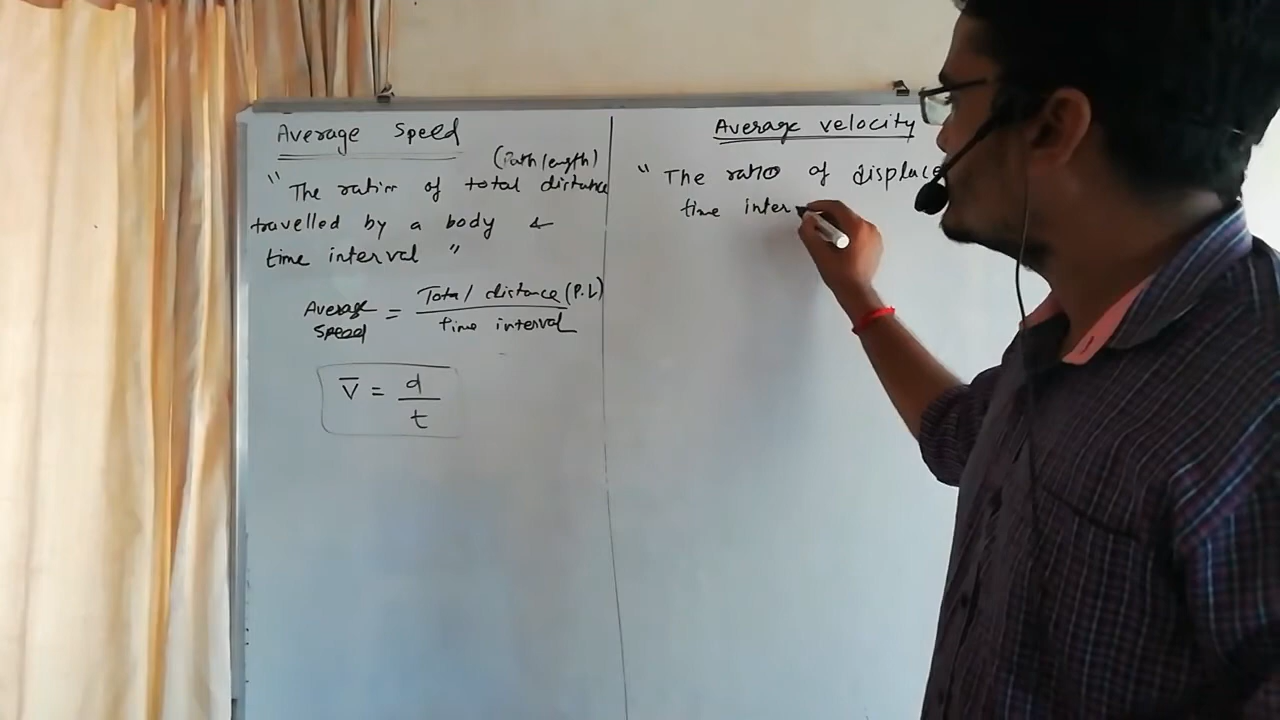 Average Speed
(Path length)
"The ratio of total distance
travelled by a body &
time interval"
Average Speed = Total distance (P.L) / time interval
v̅ = d / t
Average velocity
"The ratio of displace
time inter